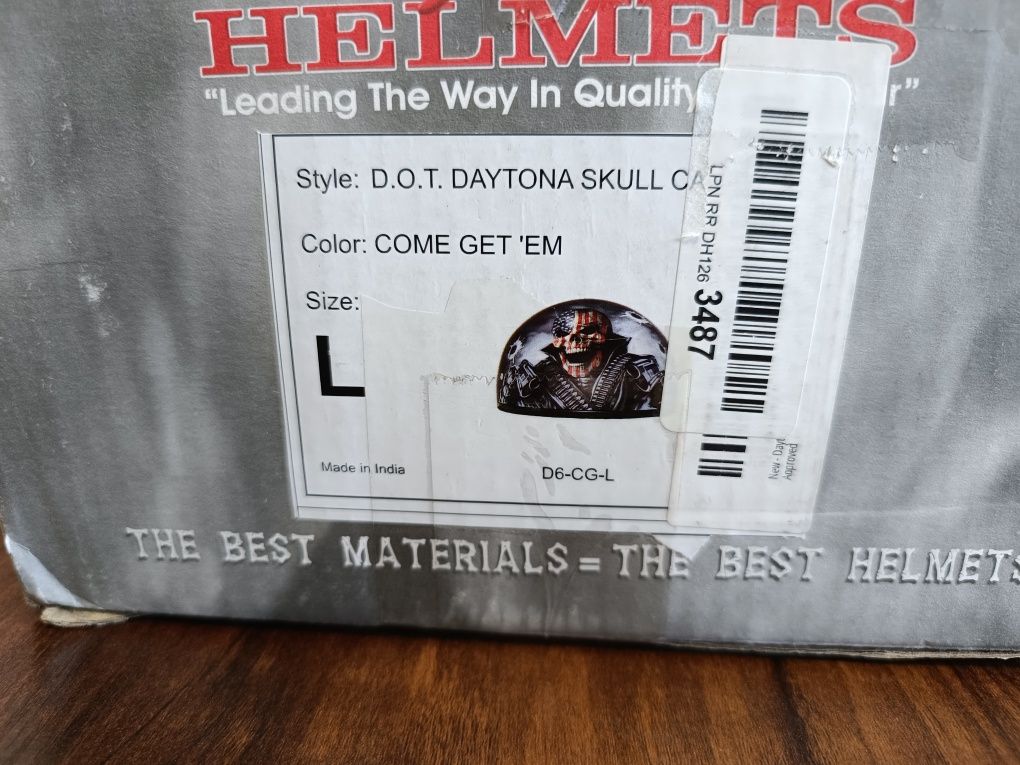 HELMETS
"Leading The Way In Quality r"
Style: D.O.T. DAYTONA SKULL CA
Color: COME GET 'EM
Size:
L
Made in India
D6-CG-L
LPN RR DH126 3487
New - Dayt
Approved
THE BEST MATERIALS = THE BEST HELMETS